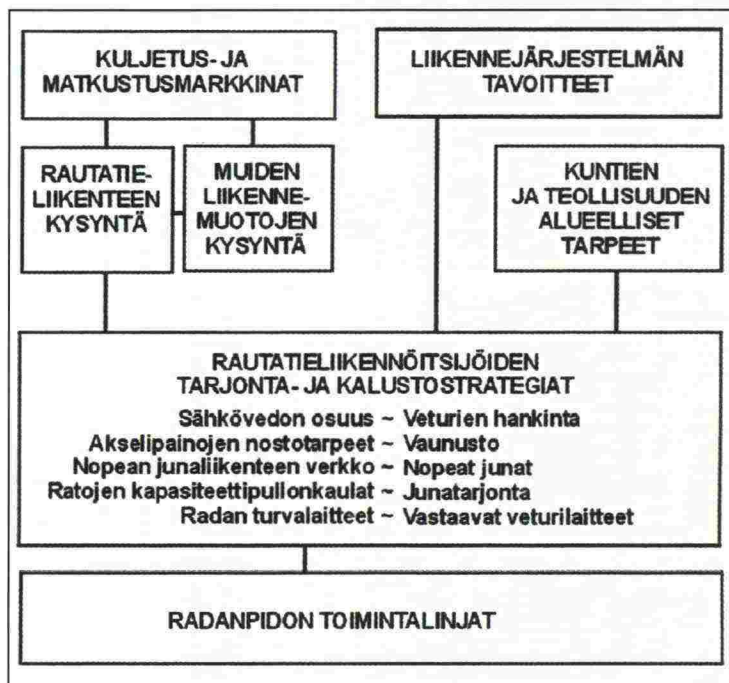 KULJETUS- JA
MATKUSTUSMARKKINAT
LIIKENNEJÄRJESTELMÄN
TAVOITTEET
RAUTATIE-
LIIKENTEEN
KYSYNTÄ
MUIDEN
LIIKENNE-
MUOTOJEN
KYSYNTÄ
KUNTIEN
JA TEOLLISUUDEN
ALUEELLISET
TARPEET
RAUTATIELIIKENNÖITSIJÖIDEN
TARJONTA- JA KALUSTOSTRATEGIAT
Sähkövedon osuus ~ Veturien hankinta
Akselipainojen nostotarpeet ~ Vaunusto
Nopean junaliikenteen verkko ~ Nopeat junat
Ratojen kapasiteettipullonkaulat ~ Junatarjonta
Radan turvalaitteet ~ Vastaavat veturilaitteet
RADANPIDON TOIMINTALINJAT